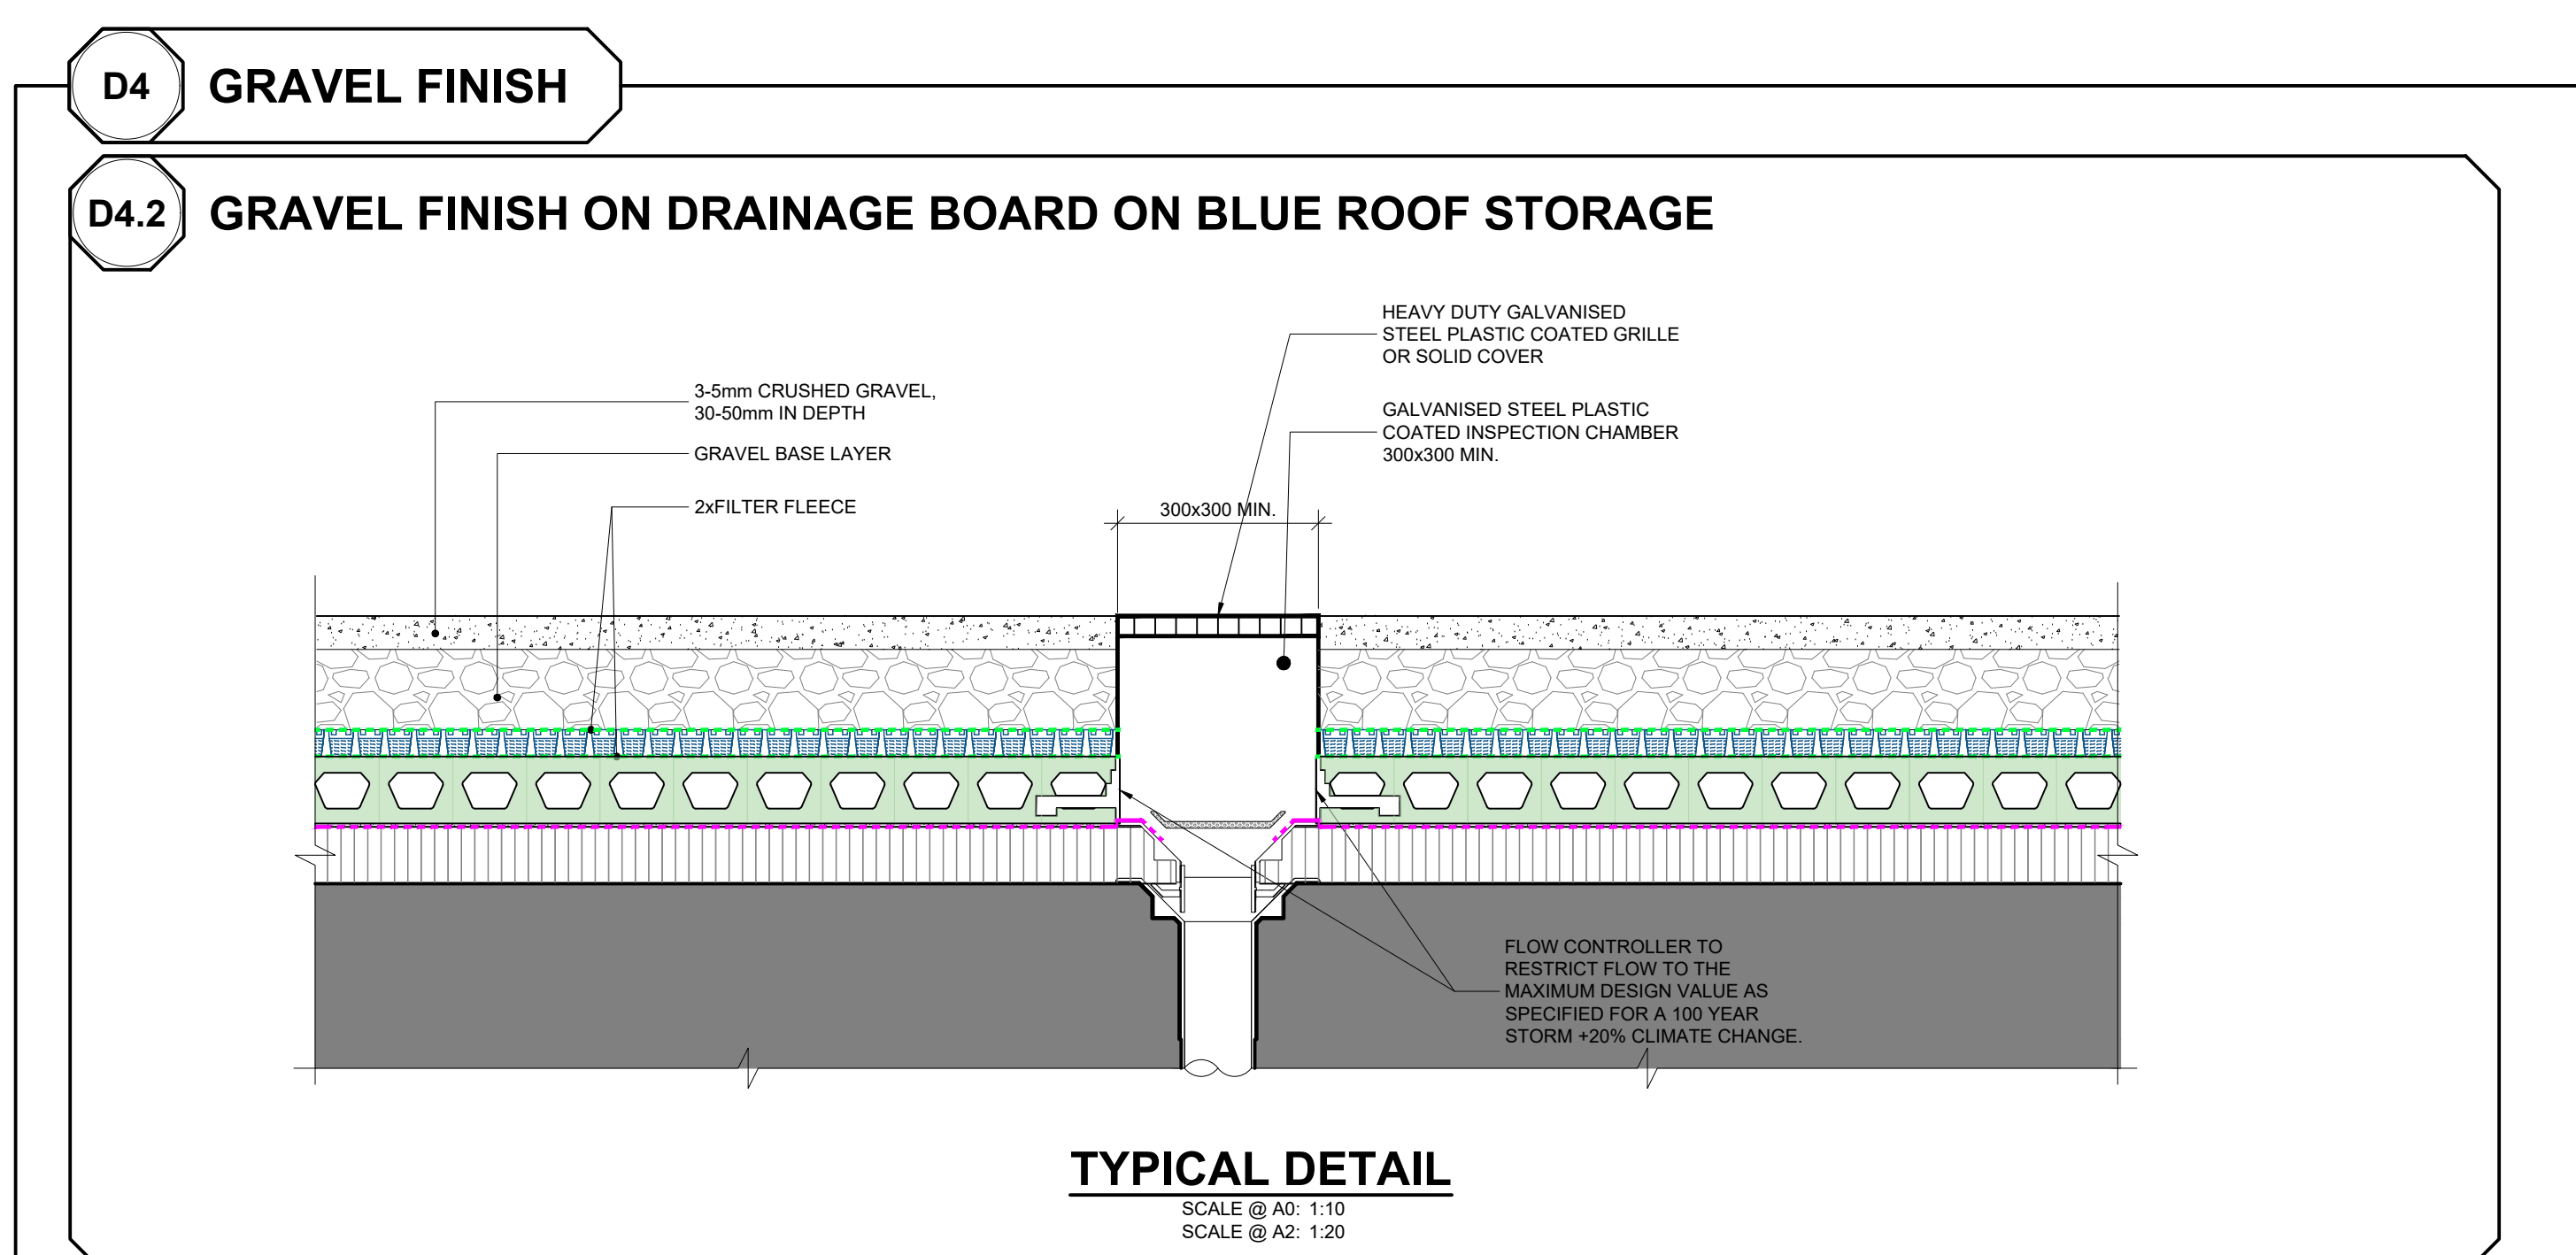 D4
GRAVEL FINISH
D4.2
GRAVEL FINISH ON DRAINAGE BOARD ON BLUE ROOF STORAGE
HEAVY DUTY GALVANISED
STEEL PLASTIC COATED GRILLE
OR SOLID COVER
3-5mm CRUSHED GRAVEL,
30-50mm IN DEPTH
GALVANISED STEEL PLASTIC
COATED INSPECTION CHAMBER
300x300 MIN.
GRAVEL BASE LAYER
2xFILTER FLEECE
300x300 MIN.
FLOW CONTROLLER TO
RESTRICT FLOW TO THE
MAXIMUM DESIGN VALUE AS
SPECIFIED FOR A 100 YEAR
STORM +20% CLIMATE CHANGE.
TYPICAL DETAIL
SCALE @ A0: 1:10
SCALE @ A2: 1:20